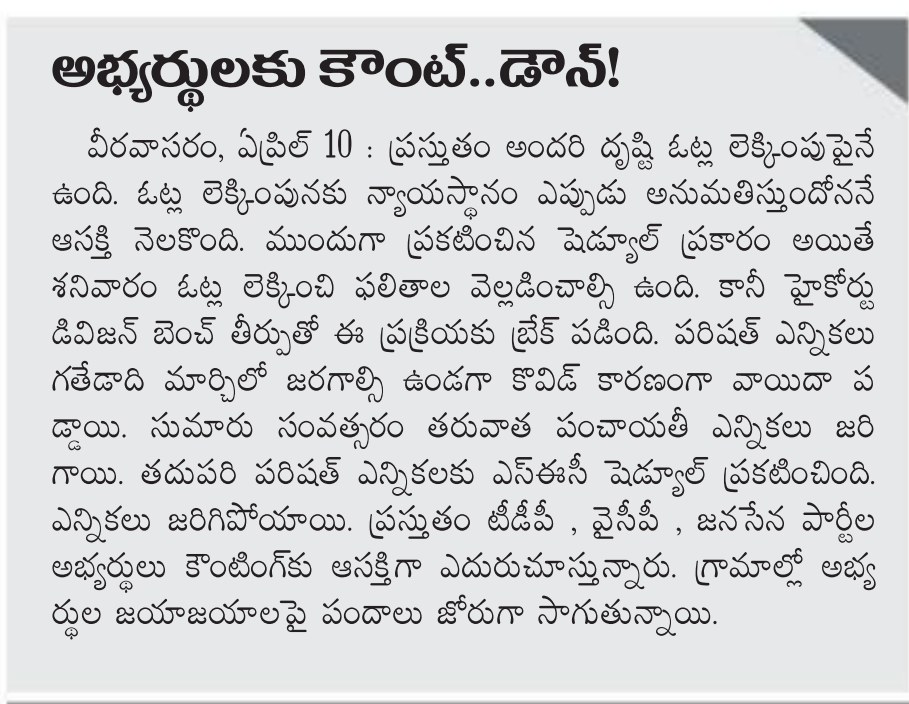 అభ్యర్థులకు కౌంట్..డౌన్!
వీరవాసరం, ఏప్రిల్ 10 : ప్రస్తుతం అందరి దృష్టి ఓట్ల లెక్కింపుపైనే
ఉంది. ఓట్ల లెక్కింపునకు న్యాయస్థానం ఎప్పుడు అనుమతిస్తుందోననే
ఆసక్తి నెలకొంది. ముందుగా ప్రకటించిన షెడ్యూల్ ప్రకారం అయితే
శనివారం ఓట్ల లెక్కించి ఫలితాల వెల్లడించాల్సి ఉంది. కానీ హైకోర్టు
డివిజన్ బెంచ్ తీర్పుతో ఈ ప్రక్రియకు బ్రేక్ పడింది. పరిషత్ ఎన్నికలు
గతేడాది మార్చిలో జరగాల్సి ఉండగా కొవిడ్ కారణంగా వాయిదా ప
డ్డాయి. సుమారు సంవత్సరం తరువాత పంచాయతీ ఎన్నికలు జరి
గాయి. తదుపరి పరిషత్ ఎన్నికలకు ఎస్ఈసీ షెడ్యూల్ ప్రకటించింది.
ఎన్నికలు జరిగిపోయాయి. ప్రస్తుతం టీడీపీ , వైసీపీ , జనసేన పార్టీల
అభ్యర్థులు కౌంటింగ్‌కు ఆసక్తిగా ఎదురుచూస్తున్నారు. గ్రామాల్లో అభ్య
ర్థుల జయాజయాలపై పందాలు జోరుగా సాగుతున్నాయి.